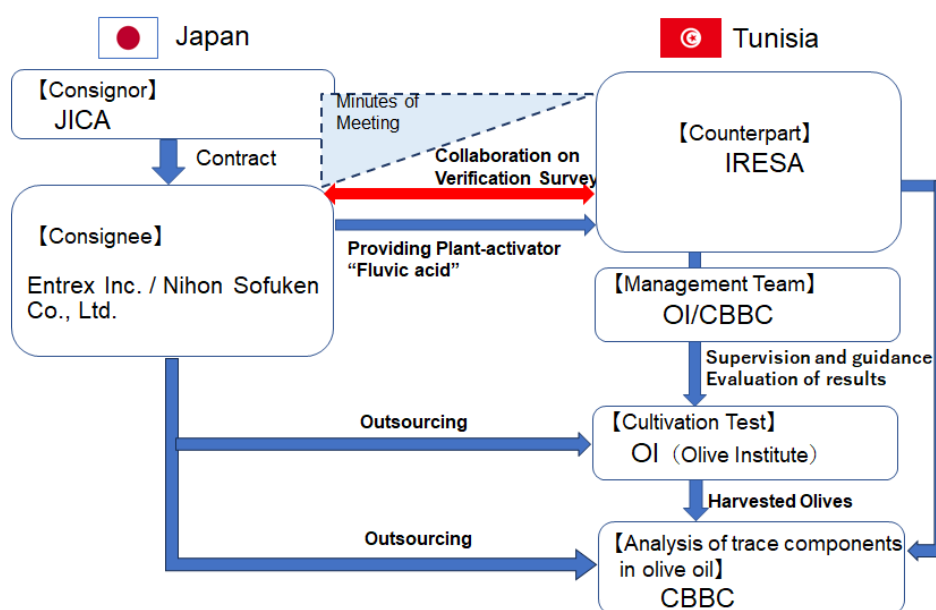 Japan
Tunisia
【Consignor】
JICA
Contract
【Consignee】
Entrex Inc. / Nihon Sofuken
Co., Ltd.
Minutes of
Meeting
Collaboration on
Verification Survey
Providing Plant-activator
“Fluvic acid”
【Counterpart】
IRESA
【Management Team】
OI/CBBC
Supervision and guidance
Evaluation of results
Outsourcing
【Cultivation Test】
OI（Olive Institute）
Harvested Olives
Outsourcing
【Analysis of trace components
in olive oil】
CBBC